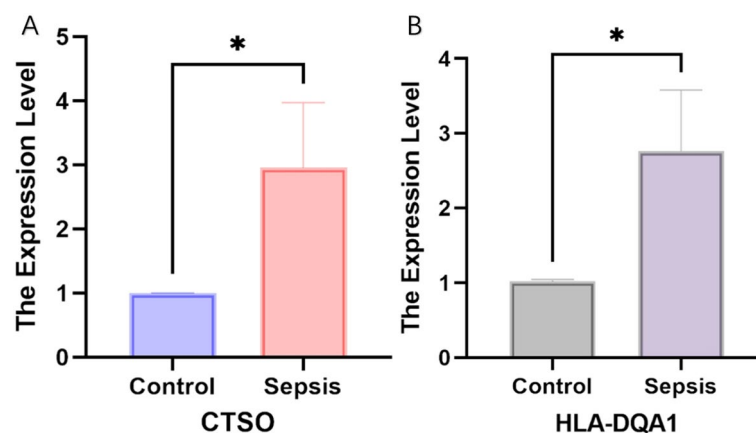 A
The Expression Level
5
4
3
2
1
0
*
Control
Sepsis
CTSO
B
The Expression Level
4
3
2
1
0
*
Control
Sepsis
HLA-DQA1